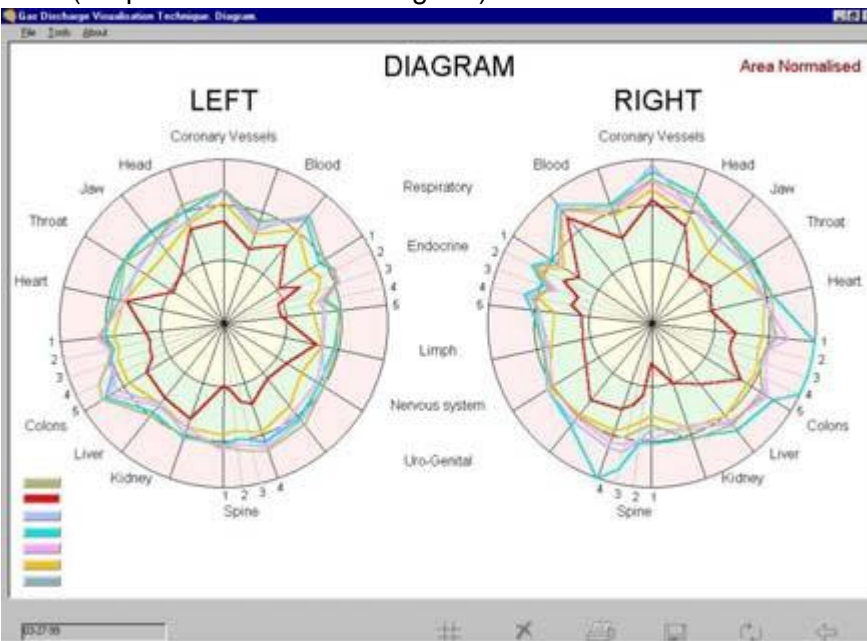 Gas Discharge Visualisation Technique. Diagram.
File Tools About
DIAGRAM
Area Normalised
LEFT
RIGHT
Coronary Vessels
Head
Blood
Jaw
Throat
Heart
1
2
3
4
5
1
2
3
4
5
Colons
Liver
Kidney
1 2 3 4
Spine
Respiratory
Endocrine
Limph
Nervous system
Uro-Genital
Coronary Vessels
Blood
Head
Jaw
Throat
Heart
1
2
3
4
5
1
2
3
4
5
Colons
Liver
Kidney
4 3 2 1
Spine
03-27-99